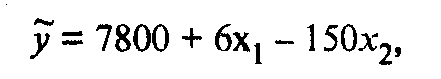 ỹ = 7800 + 6x₁ – 150x₂,